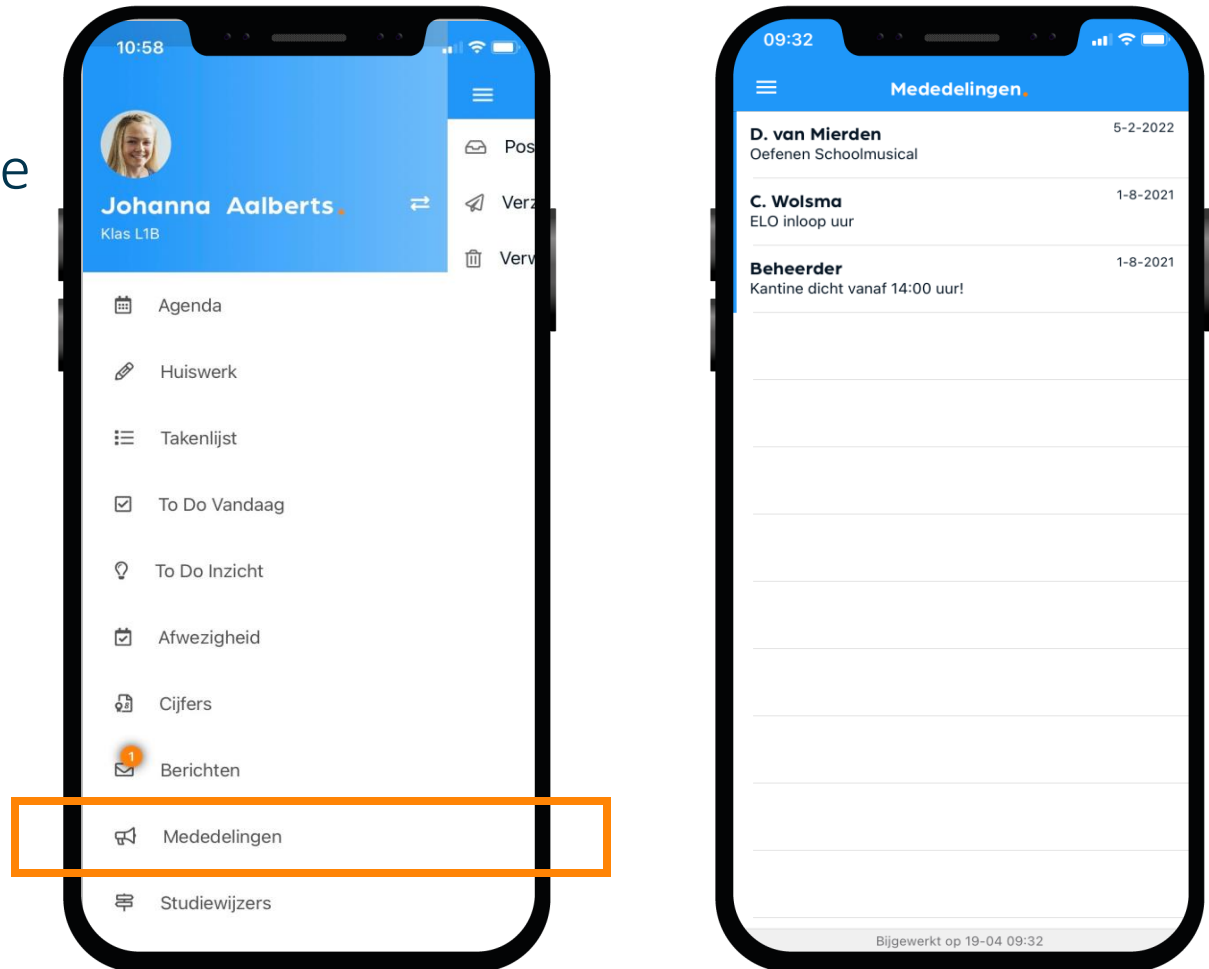 e
10:58
Johanna Aalberts.
Klas L1B
Pos
Verz
Verw
Agenda
Huiswerk
Takenlijst
To Do Vandaag
To Do Inzicht
Afwezigheid
Cijfers
1
Berichten
Mededelingen
Studiewijzers
09:32
Mededelingen.
D. van Mierden 5-2-2022
Oefenen Schoolmusical
C. Wolsma 1-8-2021
ELO inloop uur
Beheerder 1-8-2021
Kantine dicht vanaf 14:00 uur!
Bijgewerkt op 19-04 09:32